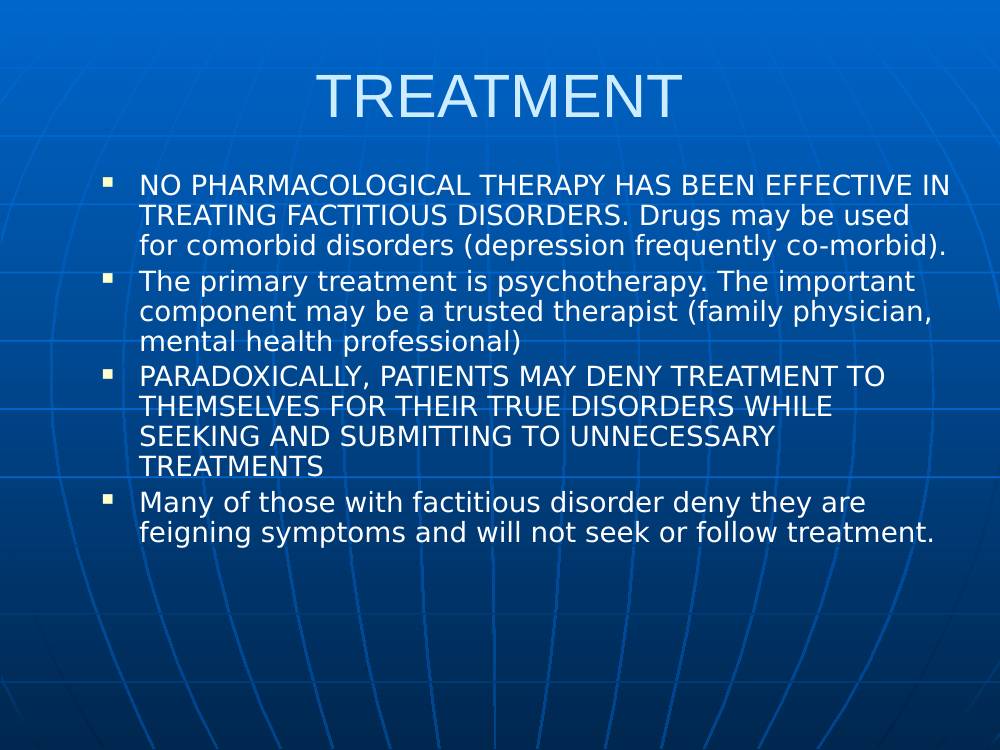 TREATMENT
NO PHARMACOLOGICAL THERAPY HAS BEEN EFFECTIVE IN
TREATING FACTITIOUS DISORDERS. Drugs may be used
for comorbid disorders (depression frequently co-morbid).
The primary treatment is psychotherapy. The important
component may be a trusted therapist (family physician,
mental health professional)
PARADOXICALLY, PATIENTS MAY DENY TREATMENT TO
THEMSELVES FOR THEIR TRUE DISORDERS WHILE
SEEKING AND SUBMITTING TO UNNECESSARY
TREATMENTS
Many of those with factitious disorder deny they are
feigning symptoms and will not seek or follow treatment.